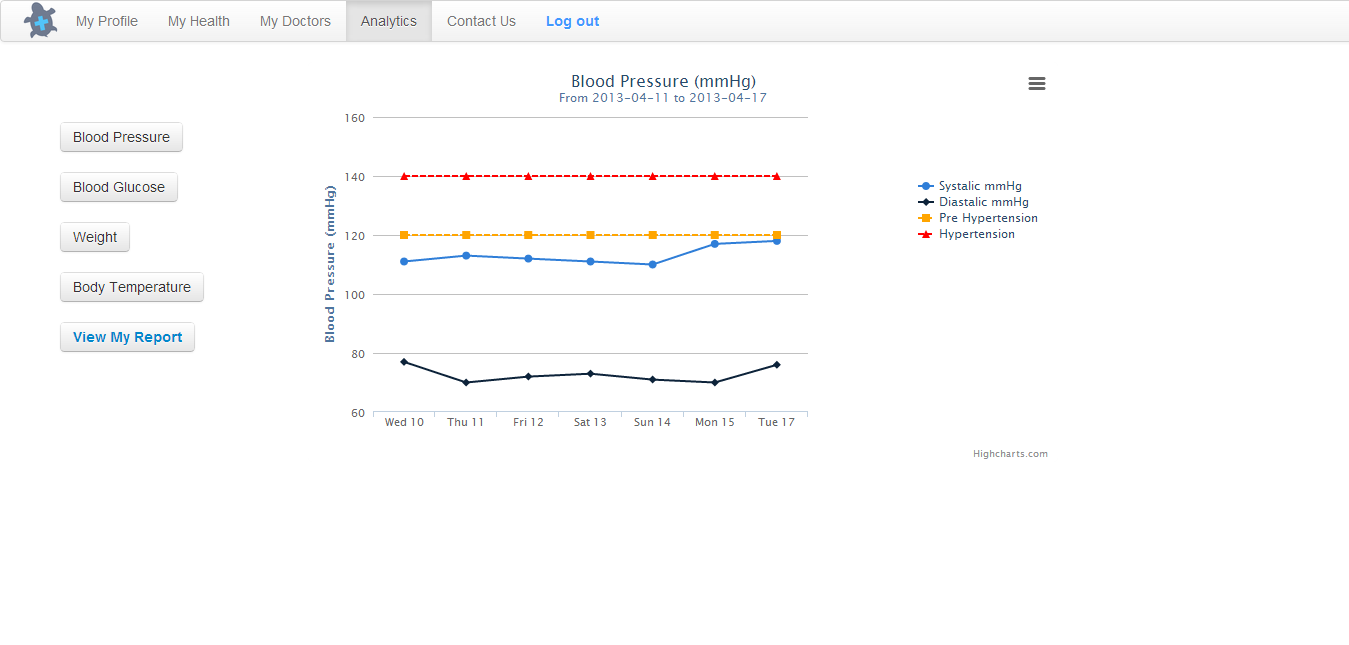 My Profile My Health My Doctors Analytics Contact Us Log out
Blood Pressure
Blood Glucose
Weight
Body Temperature
View My Report
Blood Pressure (mmHg)
From 2013-04-11 to 2013-04-17
Blood Pressure (mmHg)
160
140
120
100
80
60
Wed 10 Thu 11 Fri 12 Sat 13 Sun 14 Mon 15 Tue 17
Systalic mmHg
Diastalic mmHg
Pre Hypertension
Hypertension
Highcharts.com